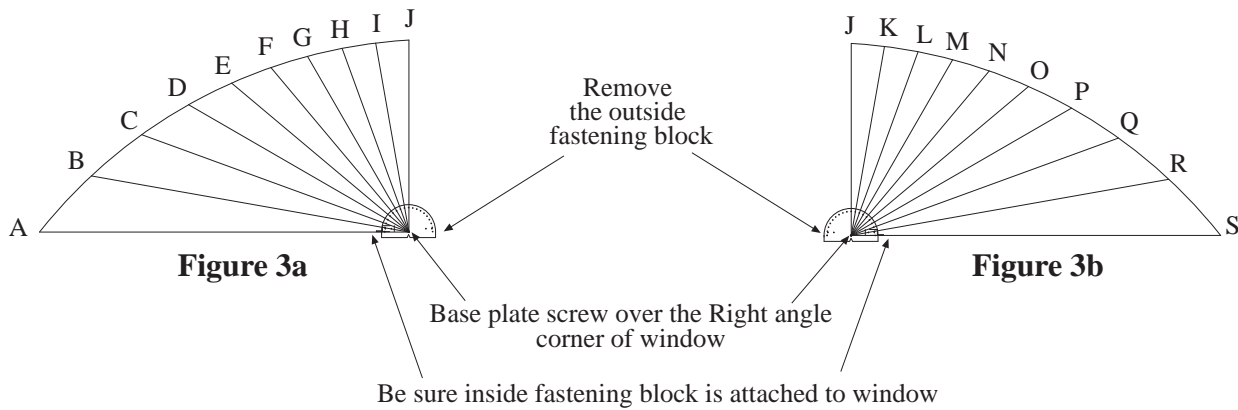 A
B
C
D
E
F
G
H
I
J
J
K
L
M
N
O
P
Q
R
S
Remove
the outside
fastening block
Figure 3a
Figure 3b
Base plate screw over the Right angle
corner of window
Be sure inside fastening block is attached to window